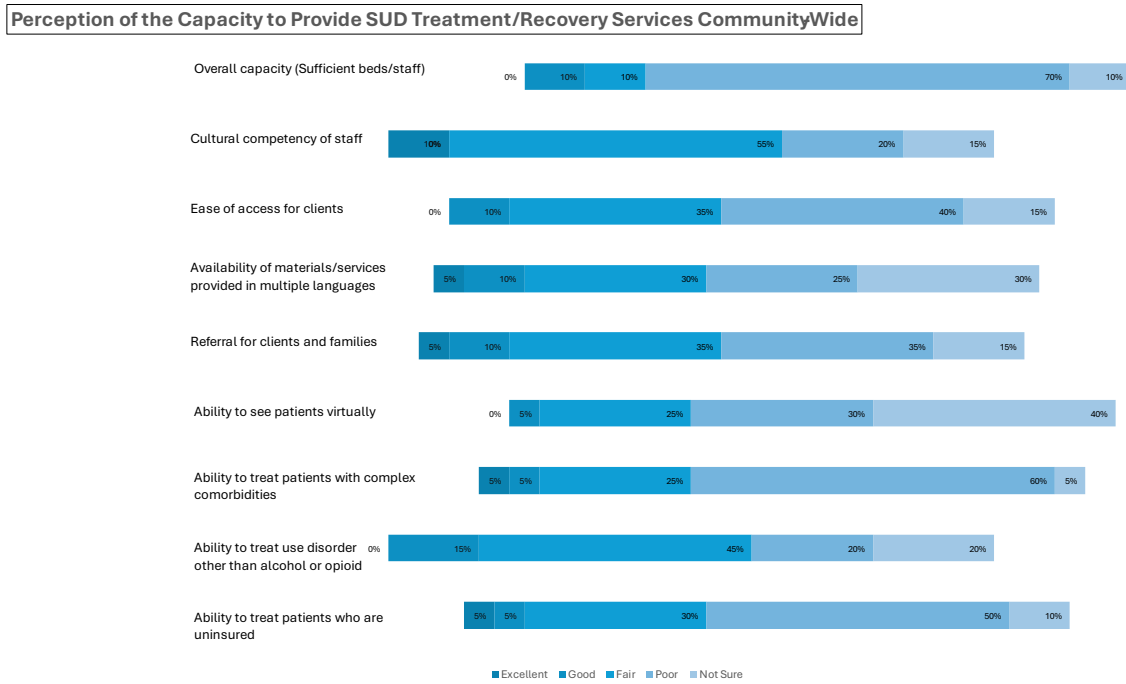 Perception of the Capacity to Provide SUD Treatment/Recovery Services Community-Wide
Overall capacity (Sufficient beds/staff)
0% 10% 10% 70% 10%
Cultural competency of staff
10% 0% 55% 20% 15%
Ease of access for clients
0% 10% 35% 40% 15%
Availability of materials/services
provided in multiple languages
5% 10% 30% 25% 30%
Referral for clients and families
5% 10% 35% 35% 15%
Ability to see patients virtually
0% 5% 25% 30% 40%
Ability to treat patients with complex
comorbidities
5% 5% 25% 60% 5%
Ability to treat use disorder
other than alcohol or opioid
0% 15% 45% 20% 20%
Ability to treat patients who are
uninsured
5% 5% 30% 50% 10%
Excellent Good Fair Poor Not Sure